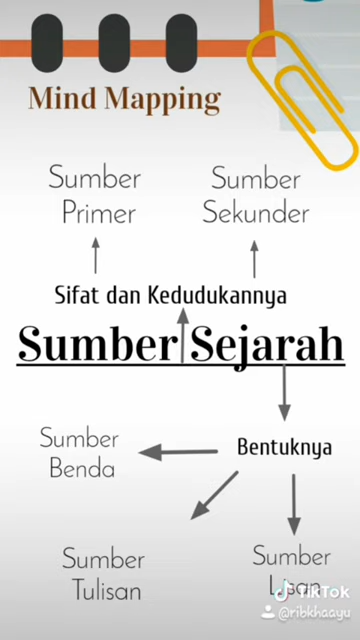 Mind Mapping
Sumber
Primer
Sumber
Sekunder
Sifat dan Kedudukannya
Sumber Sejarah
Bentuknya
Sumber
Benda
Sumber
Tulisan
Sumber
Lisan
TikTok
@ribkhaayu